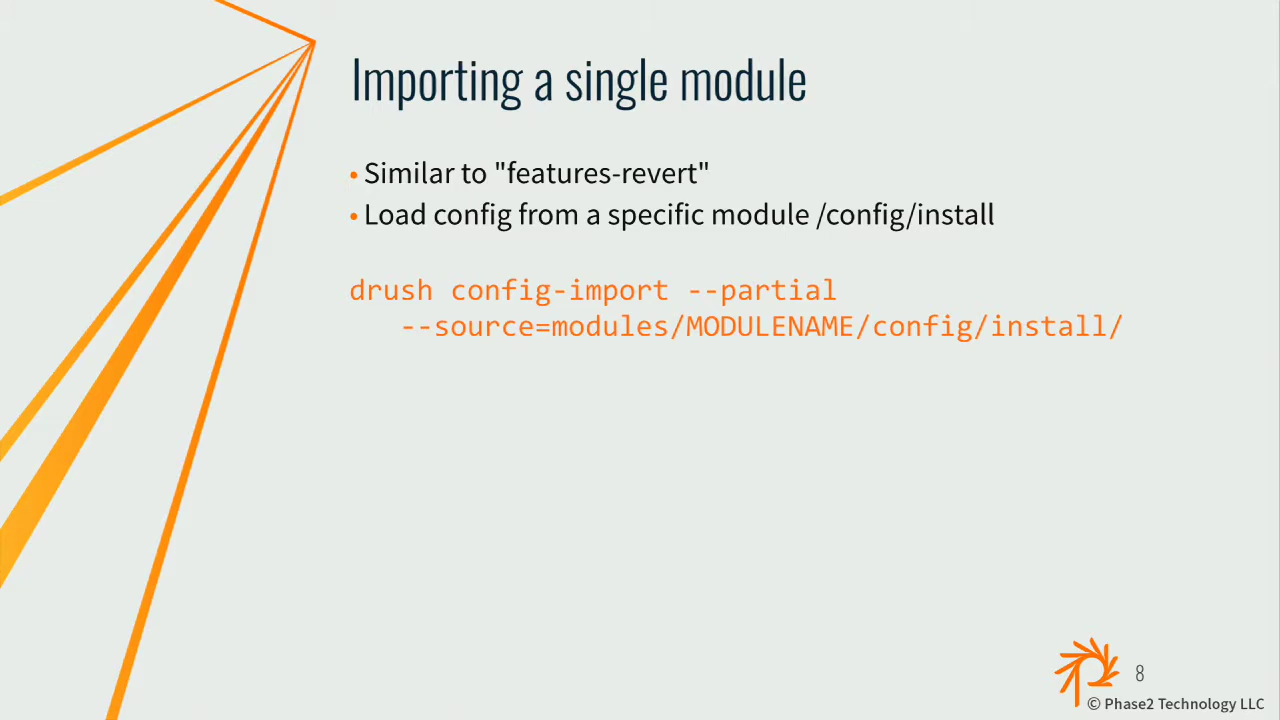 Importing a single module
• Similar to "features-revert"
• Load config from a specific module /config/install
drush config-import --partial
--source=modules/MODULENAME/config/install/
8
© Phase2 Technology LLC